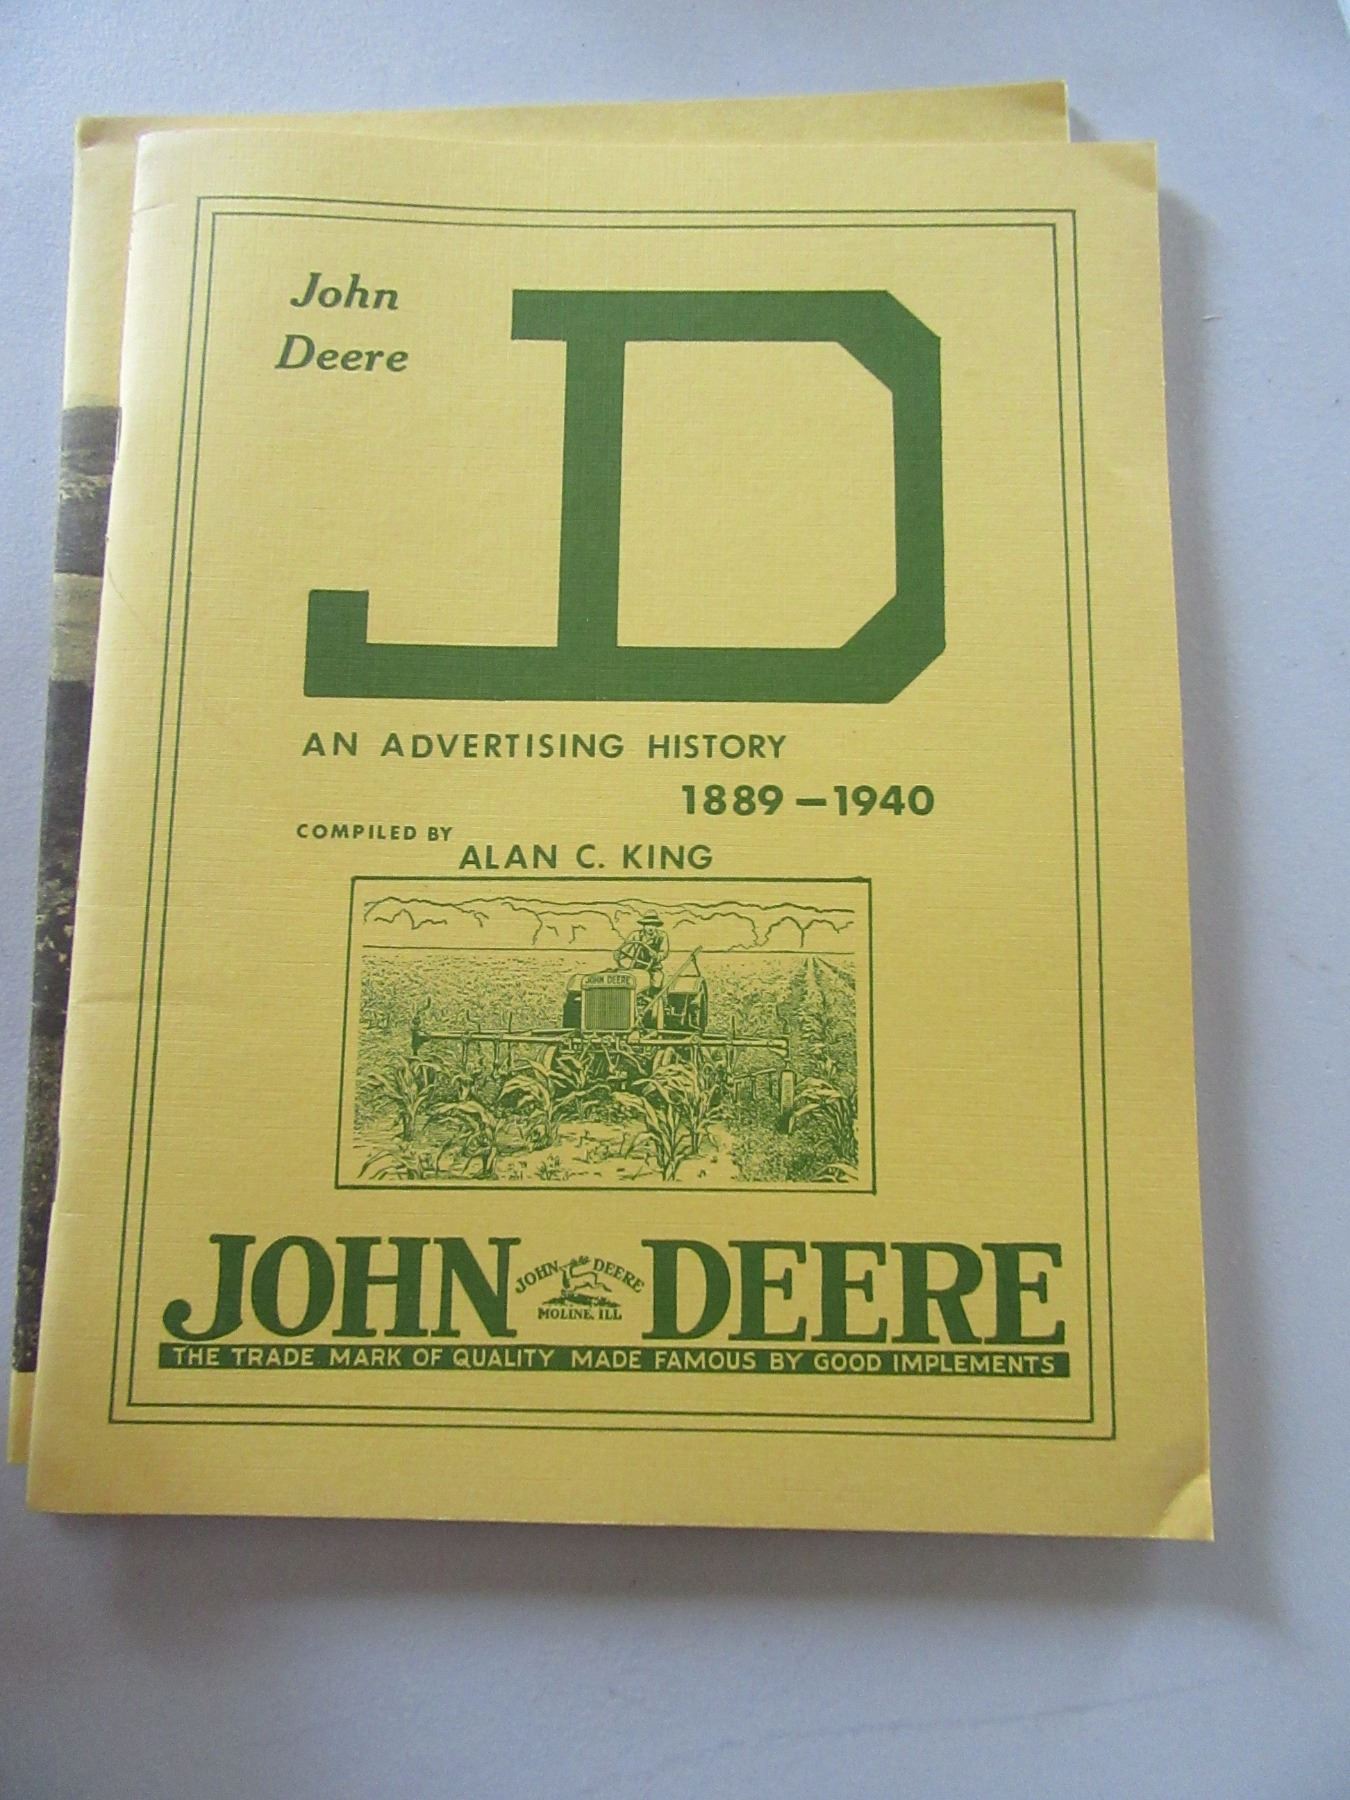 John
Deere
JD
AN ADVERTISING HISTORY
1889 – 1940
COMPILED BY
ALAN C. KING
JOHN DEERE
JOHN DEERE
JOHN DEERE
MOLINE, ILL
THE TRADE MARK OF QUALITY MADE FAMOUS BY GOOD IMPLEMENTS